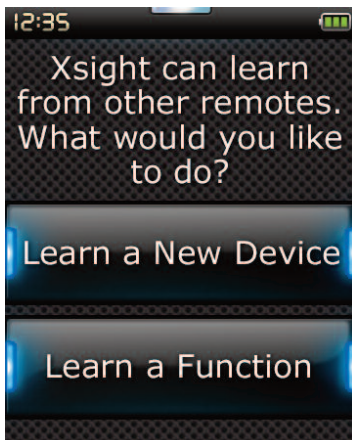 12:35
Xsight can learn
from other remotes.
What would you like
to do?
Learn a New Device
Learn a Function